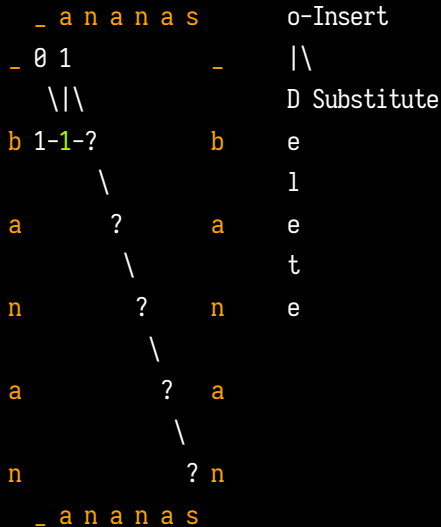 _ a n a n a s       o-Insert
_ 0 1           _     |\
   \|\                D Substitute
b 1-1-?         b     e
       \              l
a       ?       a     e
         \            t
n         ?     n     e
           \
a           ?   a
             \
n             ? n
  _ a n a n a s